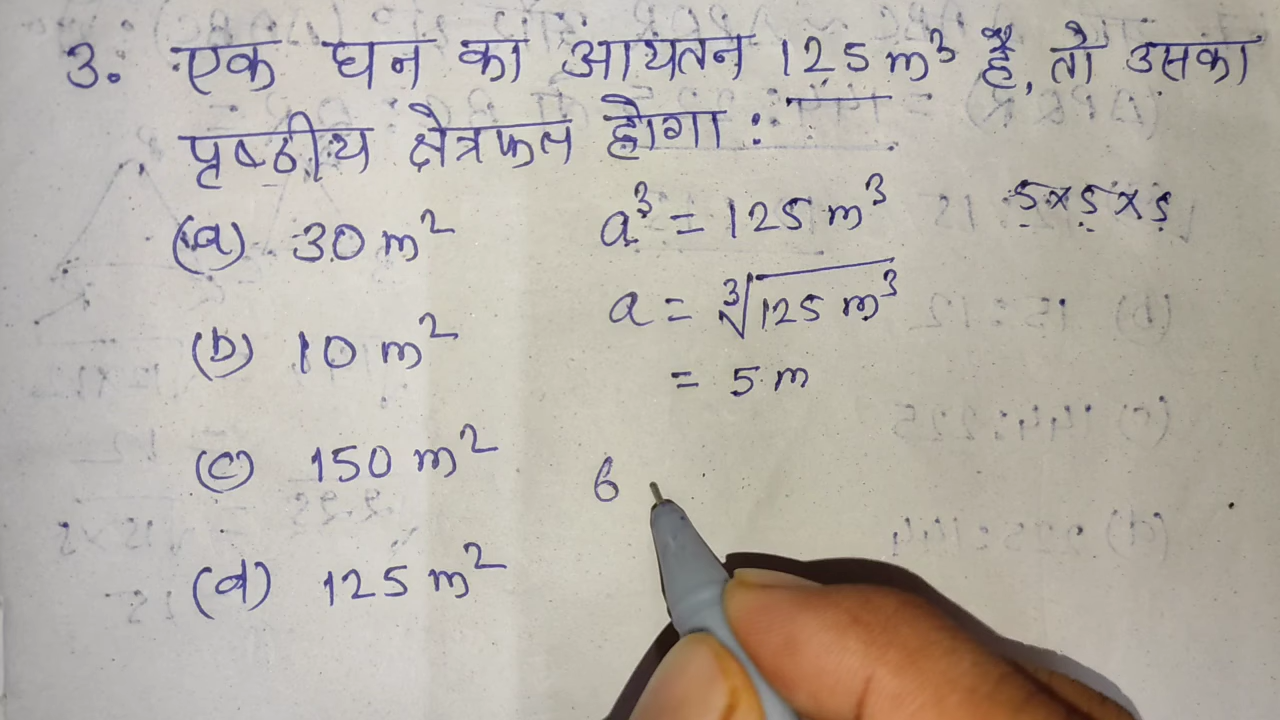 3. एक घन का आयतन 125 m³ है, तो उसका
पृष्ठीय क्षेत्रफल होगा :
(a) 30 m²
a³ = 125 m³
5×5×5
(b) 10 m²
a = ∛125 m³
= 5 m
(c) 150 m²
6
(d) 125 m²